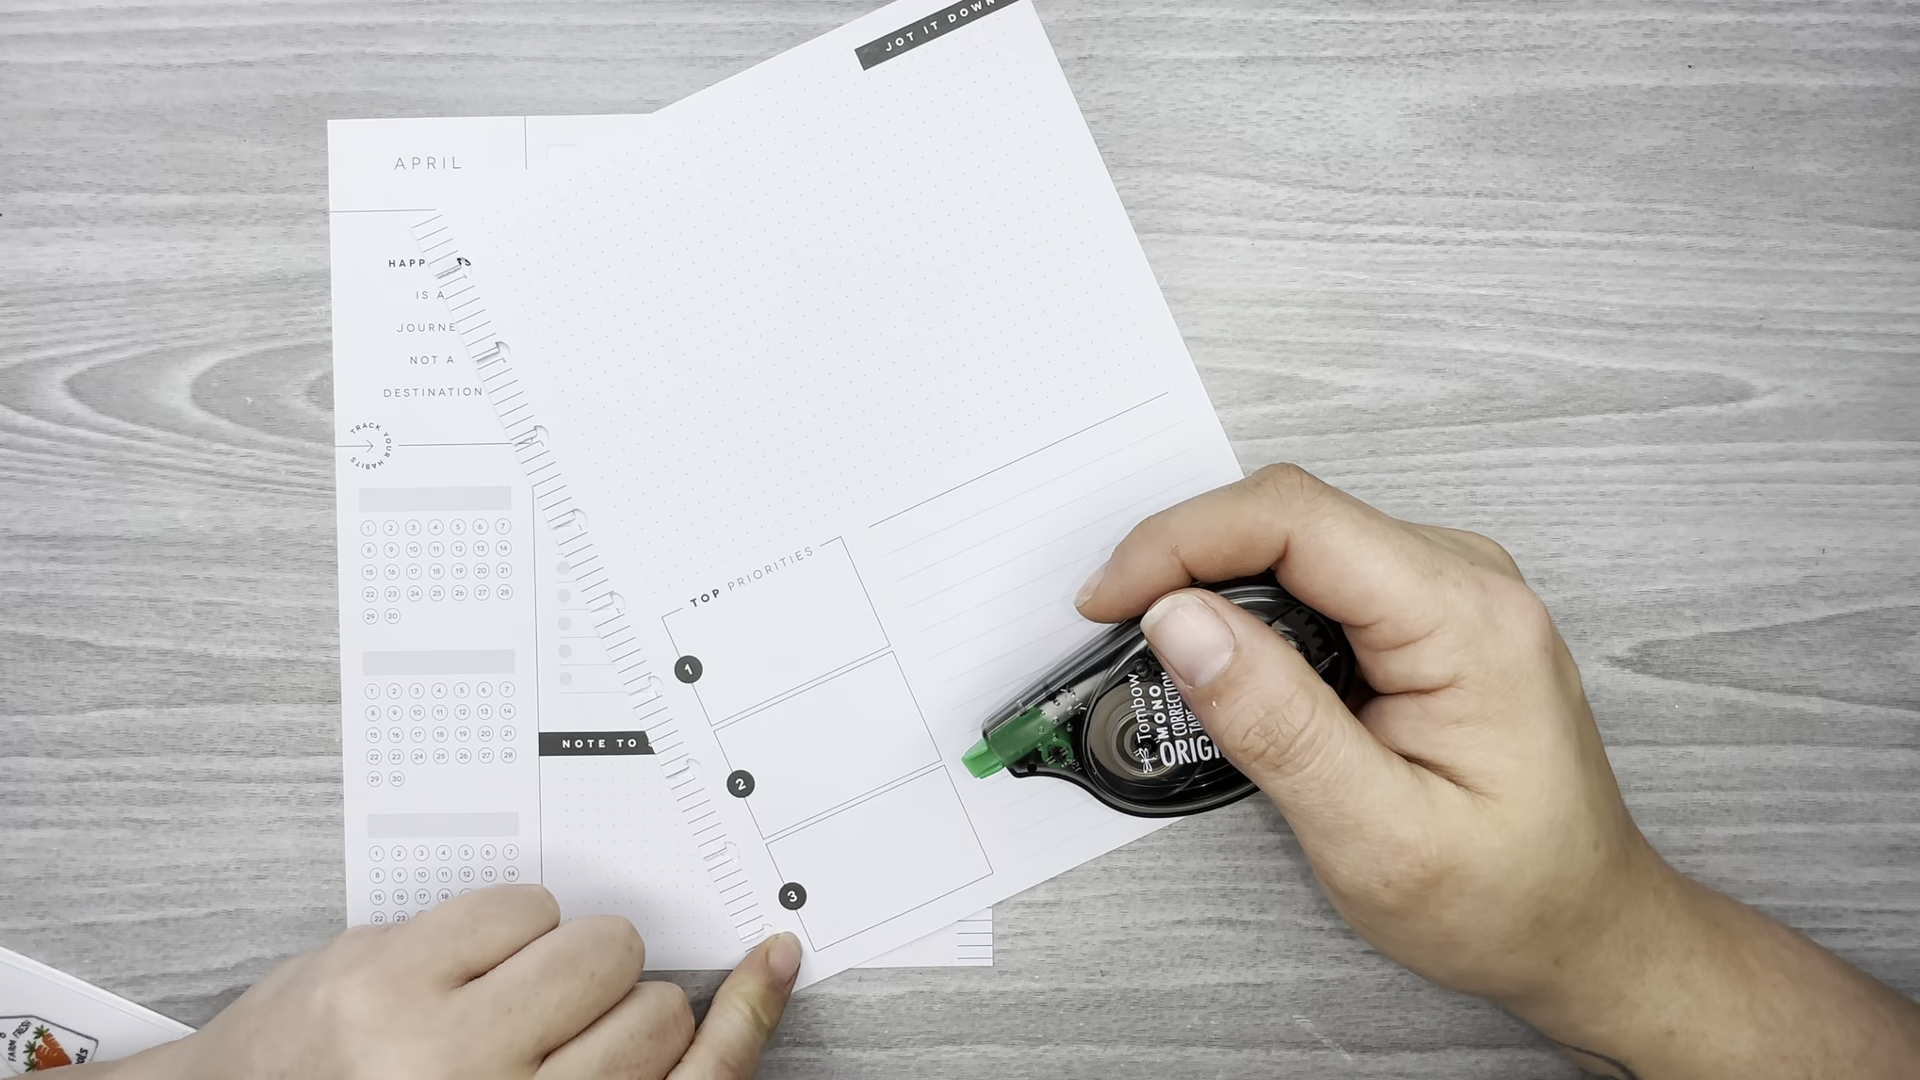 JOT IT DOWN
APRIL
HAPP
IS A
JOURNE
NOT A
DESTINATION
TRACK YOUR HABITS
1 2 3 4 5 6 7
8 9 10 11 12 13 14
15 16 17 18 19 20 21
22 23 24 25 26 27 28
29 30
TOP PRIORITIES
1
2
3
1 2 3 4 5 6 7
8 9 10 11 12 13 14
15 16 17 18 19 20 21
22 23 24 25 26 27 28
29 30
NOTE TO
1 2 3 4 5 6 7
8 9 10 11 12 13 14
15 16 17 18
22 23
Tombow
MONO
CORRECTION
TAPE
ORIGI
FARM FRESH